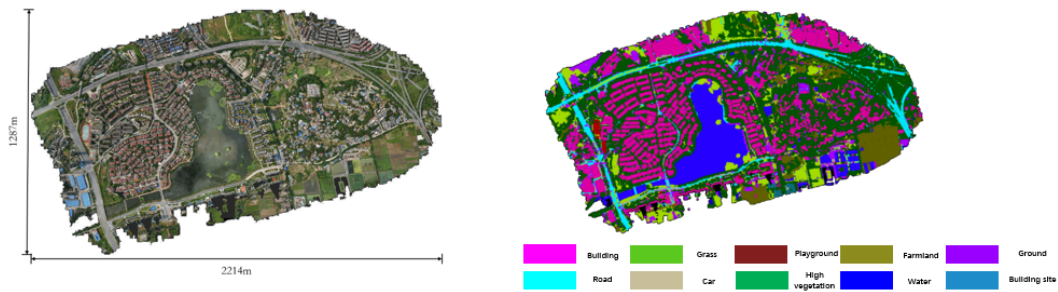 1287m
2214m
Building
Grass
Playground
Farmland
Ground
Road
Car
High
vegetation
Water
Building site